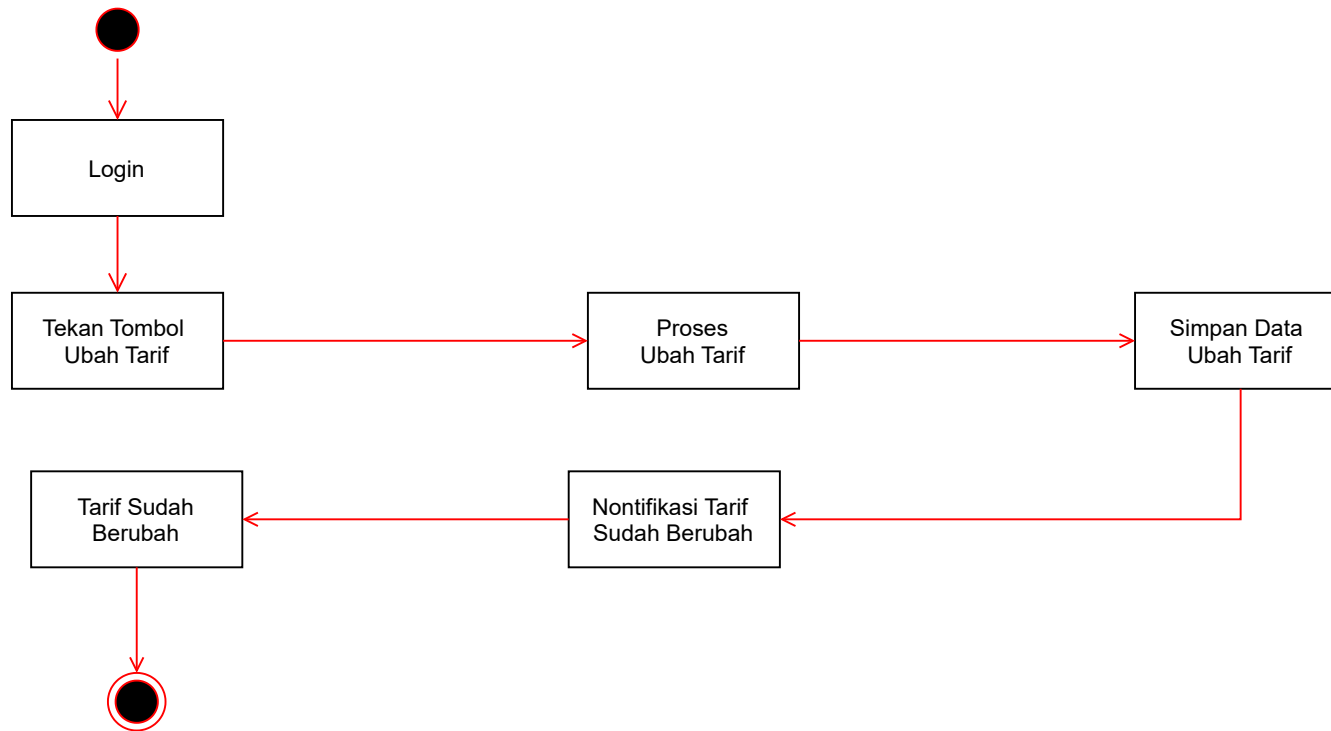 Login
Tekan Tombol
Ubah Tarif
Proses
Ubah Tarif
Simpan Data
Ubah Tarif
Tarif Sudah
Berubah
Nontifikasi Tarif
Sudah Berubah